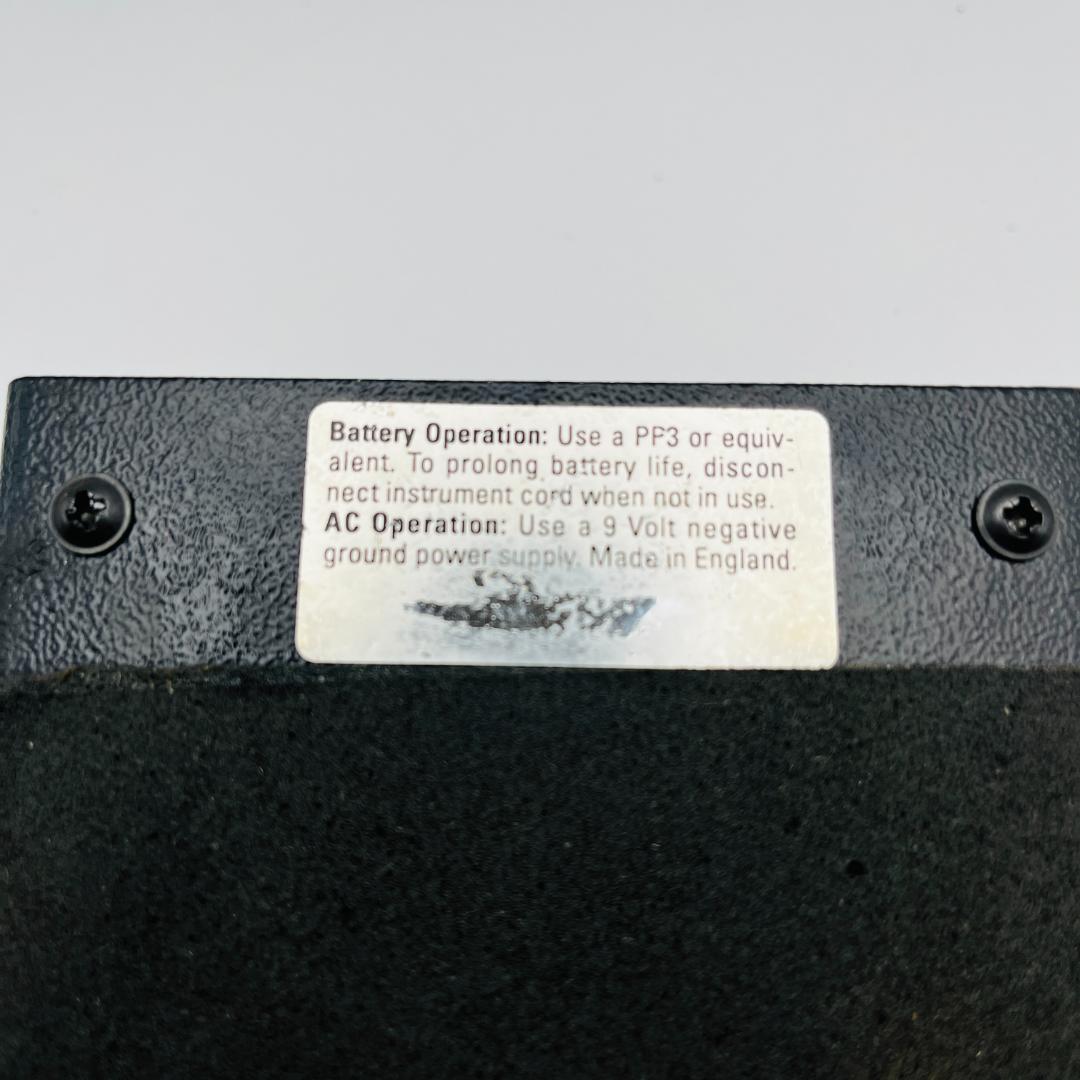 Battery Operation: Use a PP3 or equiv-
alent. To prolong battery life, discon-
nect instrument cord when not in use.
AC Operation: Use a 9 Volt negative
ground power supply. Made in England.